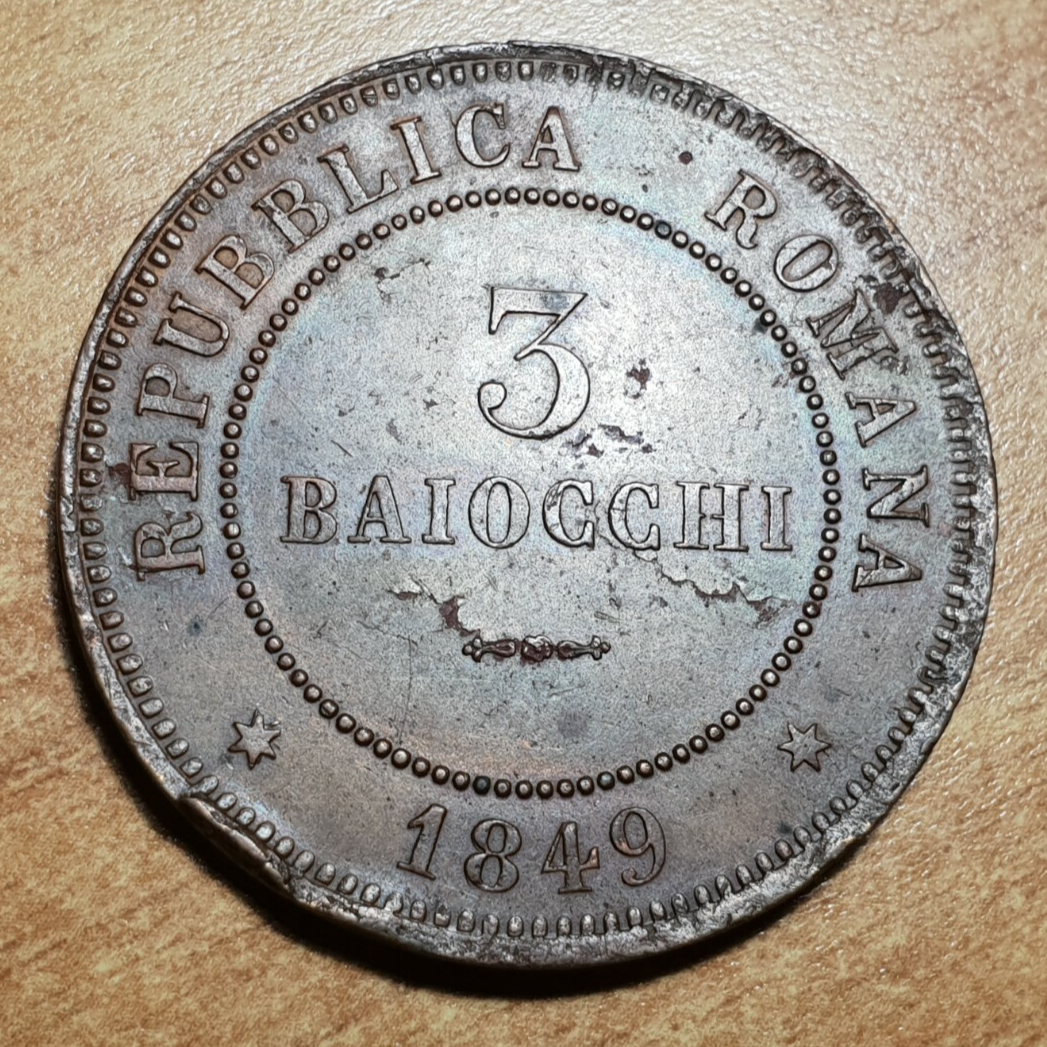 REPUBBLICA ROMANA
3
BAIOCCHI
1849